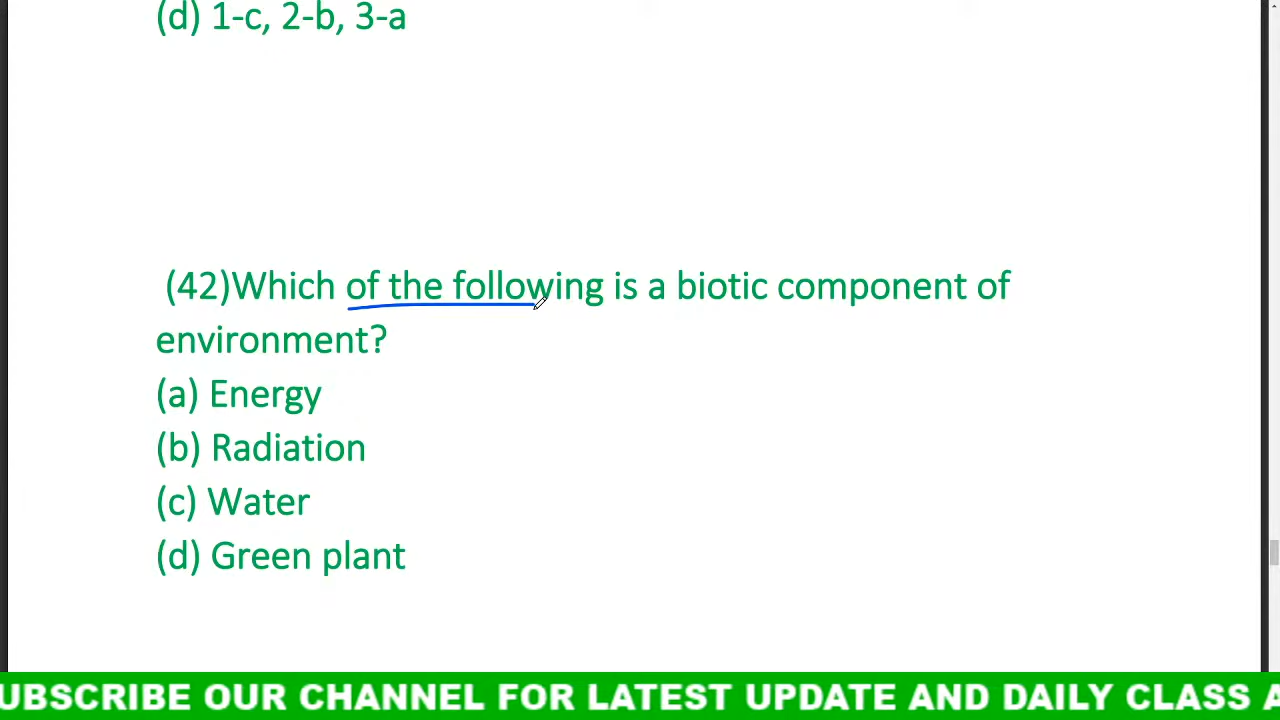 (d) 1-c, 2-b, 3-a
(42)Which of the following is a biotic component of
environment?
(a) Energy
(b) Radiation
(c) Water
(d) Green plant
UBSCRIBE OUR CHANNEL FOR LATEST UPDATE AND DAILY CLASS A